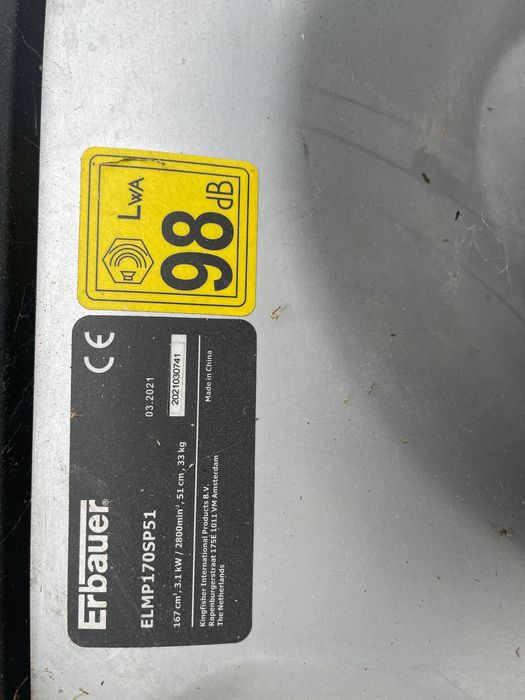 Erbauer®
ELMP170SP51
167 cm³, 3.1 kW / 2800min⁻¹, 51 cm, 33 kg
Kingfisher International Products B.V.
Rapenburgerstraat 175E 1011 VM Amsterdam
The Netherlands
CE
03.2021
2021030741
Made in China
LWA
98 dB